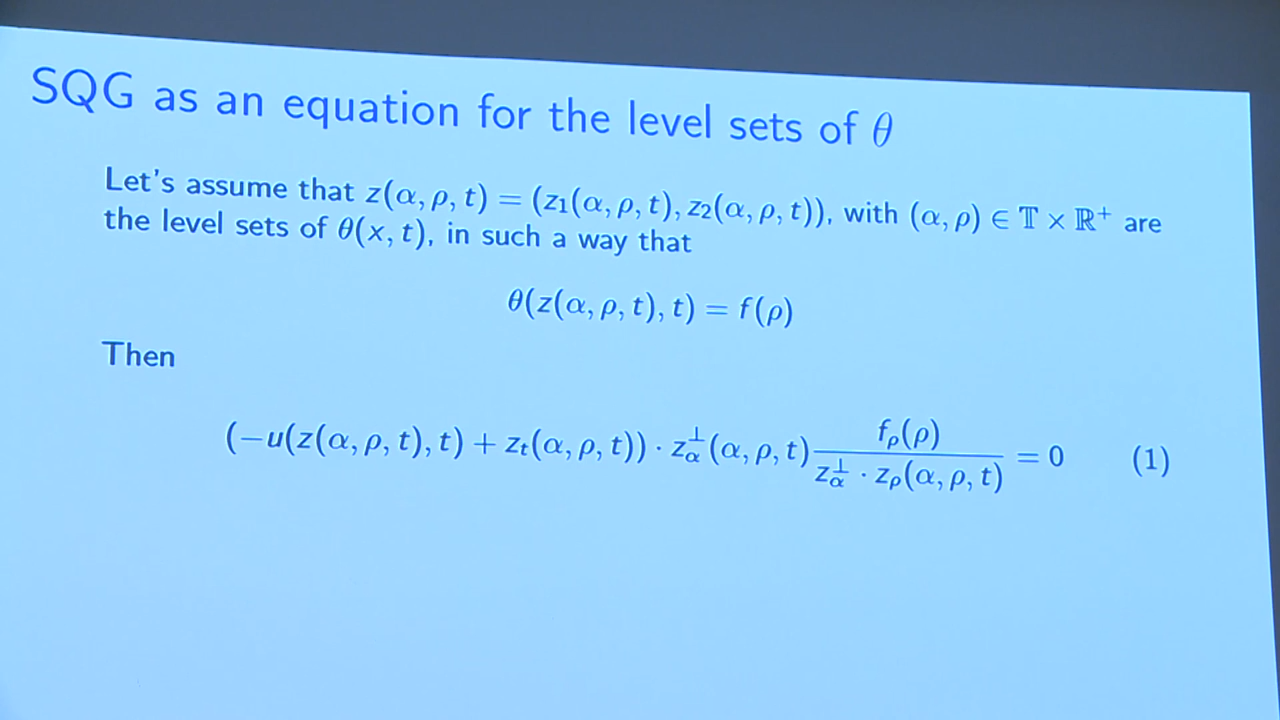 SQG as an equation for the level sets of θ
Let's assume that z(α, ρ, t) = (z₁(α, ρ, t), z₂(α, ρ, t)), with (α, ρ) ∈ 𝕋 × ℝ⁺ are
the level sets of θ(x, t), in such a way that
θ(z(α, ρ, t), t) = f(ρ)
Then
(−u(z(α, ρ, t), t) + zₜ(α, ρ, t)) · z_α^⊥(α, ρ, t) f_ρ(ρ) / (z_α^⊥ · z_ρ(α, ρ, t)) = 0 (1)